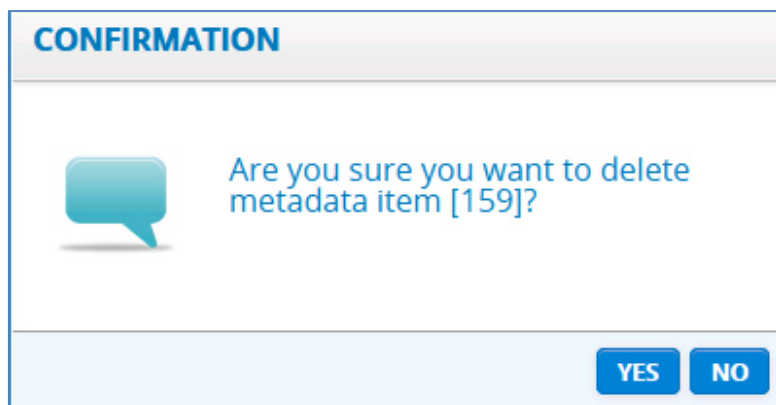 CONFIRMATION
Are you sure you want to delete
metadata item [159]?
YES NO